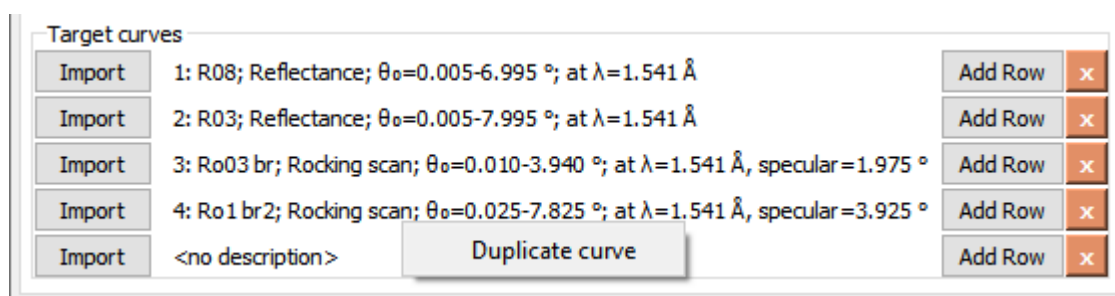 Target curves
Import 1: R08; Reflectance; θ₀=0.005-6.995 °; at λ=1.541 Å Add Row x
Import 2: R03; Reflectance; θ₀=0.005-7.995 °; at λ=1.541 Å Add Row x
Import 3: Ro03 br; Rocking scan; θ₀=0.010-3.940 °; at λ=1.541 Å, specular=1.975 ° Add Row x
Import 4: Ro1 br2; Rocking scan; θ₀=0.025-7.825 °; at λ=1.541 Å, specular=3.925 ° Add Row x
Import <no description> Duplicate curve Add Row x